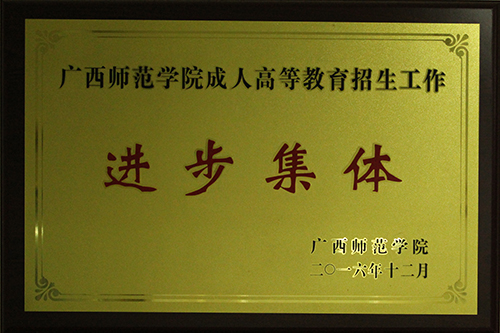 广西师范学院成人高等教育招生工作
进步集体
广西师范学院
二〇一六年十二月